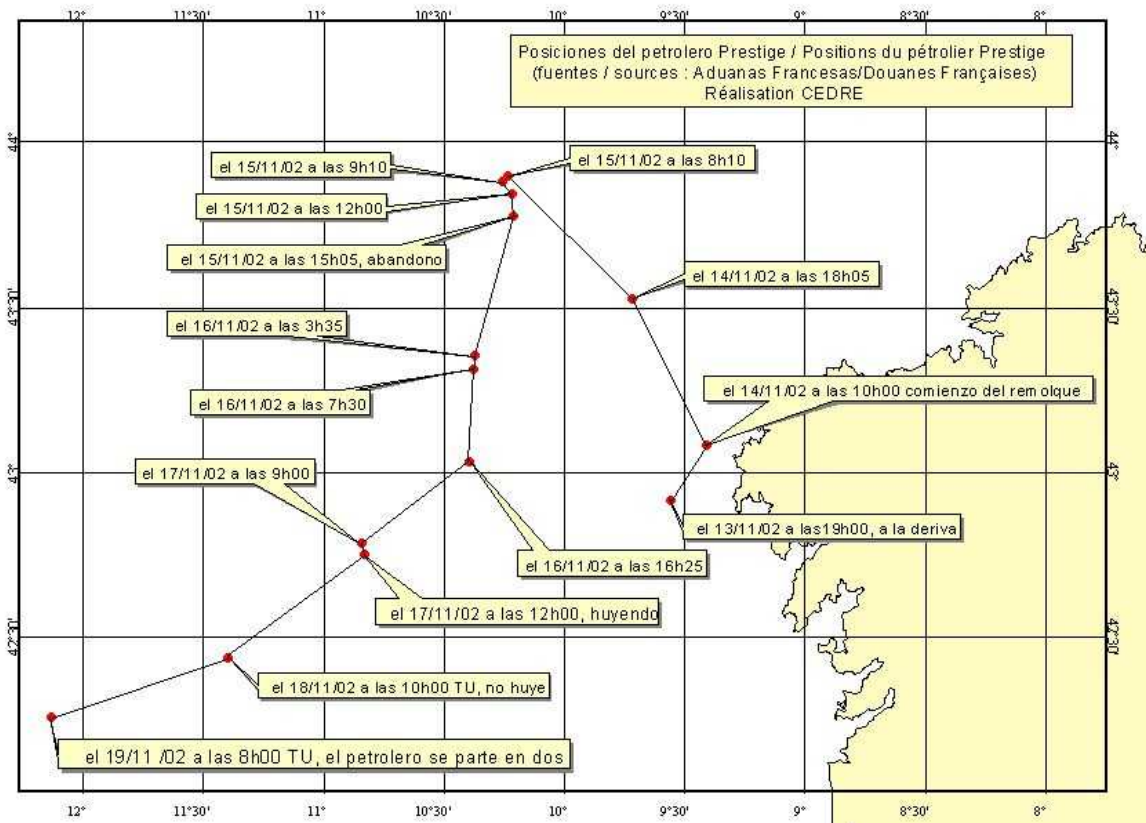 12° 11°30' 11° 10°30' 10° 9°30' 9° 8°30' 8°
Posiciones del petrolero Prestige / Positions du pétrolier Prestige
(fuentes / sources : Aduanas Francesas/Douanes Françaises)
Réalisation CEDRE
44° 44°
el 15/11/02 a las 9h10
el 15/11/02 a las 8h10
el 15/11/02 a las 12h00
el 15/11/02 a las 15h05, abandono
el 14/11/02 a las 18h05
43°30' 43°30'
el 16/11/02 a las 3h35
el 16/11/02 a las 7h30
el 14/11/02 a las 10h00 comienzo del remolque
43° 43°
el 17/11/02 a las 9h00
el 13/11/02 a las19h00, a la deriva
el 16/11/02 a las 16h25
el 17/11/02 a las 12h00, huyendo
42°30' 42°30'
el 18/11/02 a las 10h00 TU, no huye
el 19/11 /02 a las 8h00 TU, el petrolero se parte en dos
12° 11°30' 11° 10°30' 10° 9°30' 9° 8°30' 8°